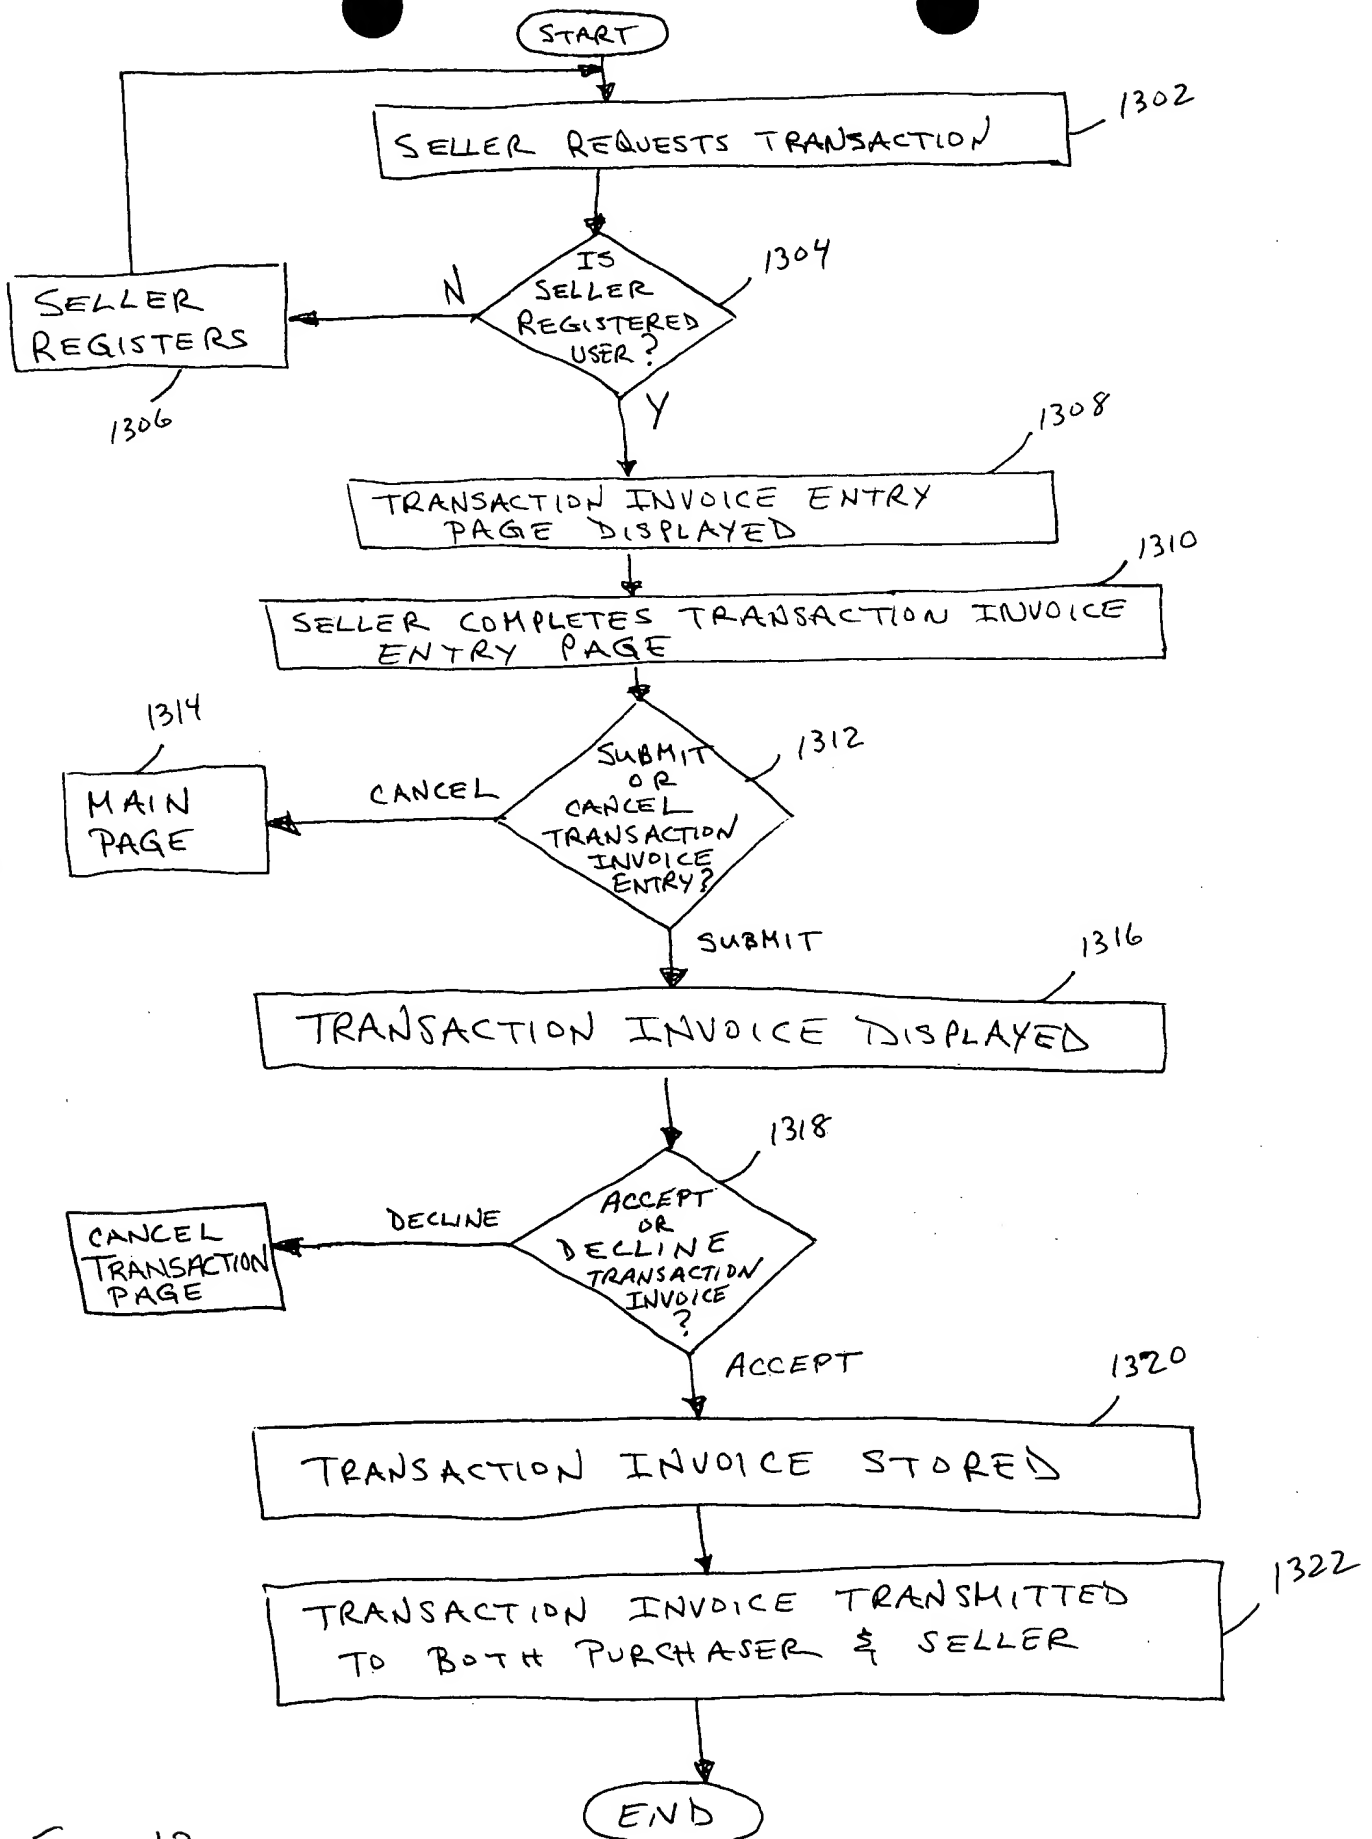 START
SELLER REQUESTS TRANSACTION
1302
IS
SELLER
REGISTERED
USER?
1304
N
SELLER
REGISTERS
1306
Y
TRANSACTION INVOICE ENTRY
PAGE DISPLAYED
1308
SELLER COMPLETES TRANSACTION INVOICE
ENTRY PAGE
1310
SUBMIT
OR
CANCEL
TRANSACTION
INVOICE
ENTRY?
1312
CANCEL
MAIN
PAGE
1314
SUBMIT
TRANSACTION INVOICE DISPLAYED
1316
ACCEPT
OR
DECLINE
TRANSACTION
INVOICE
?
1318
DECLINE
CANCEL
TRANSACTION
PAGE
ACCEPT
TRANSACTION INVOICE STORED
1320
TRANSACTION INVOICE TRANSMITTED
TO BOTH PURCHASER & SELLER
1322
END